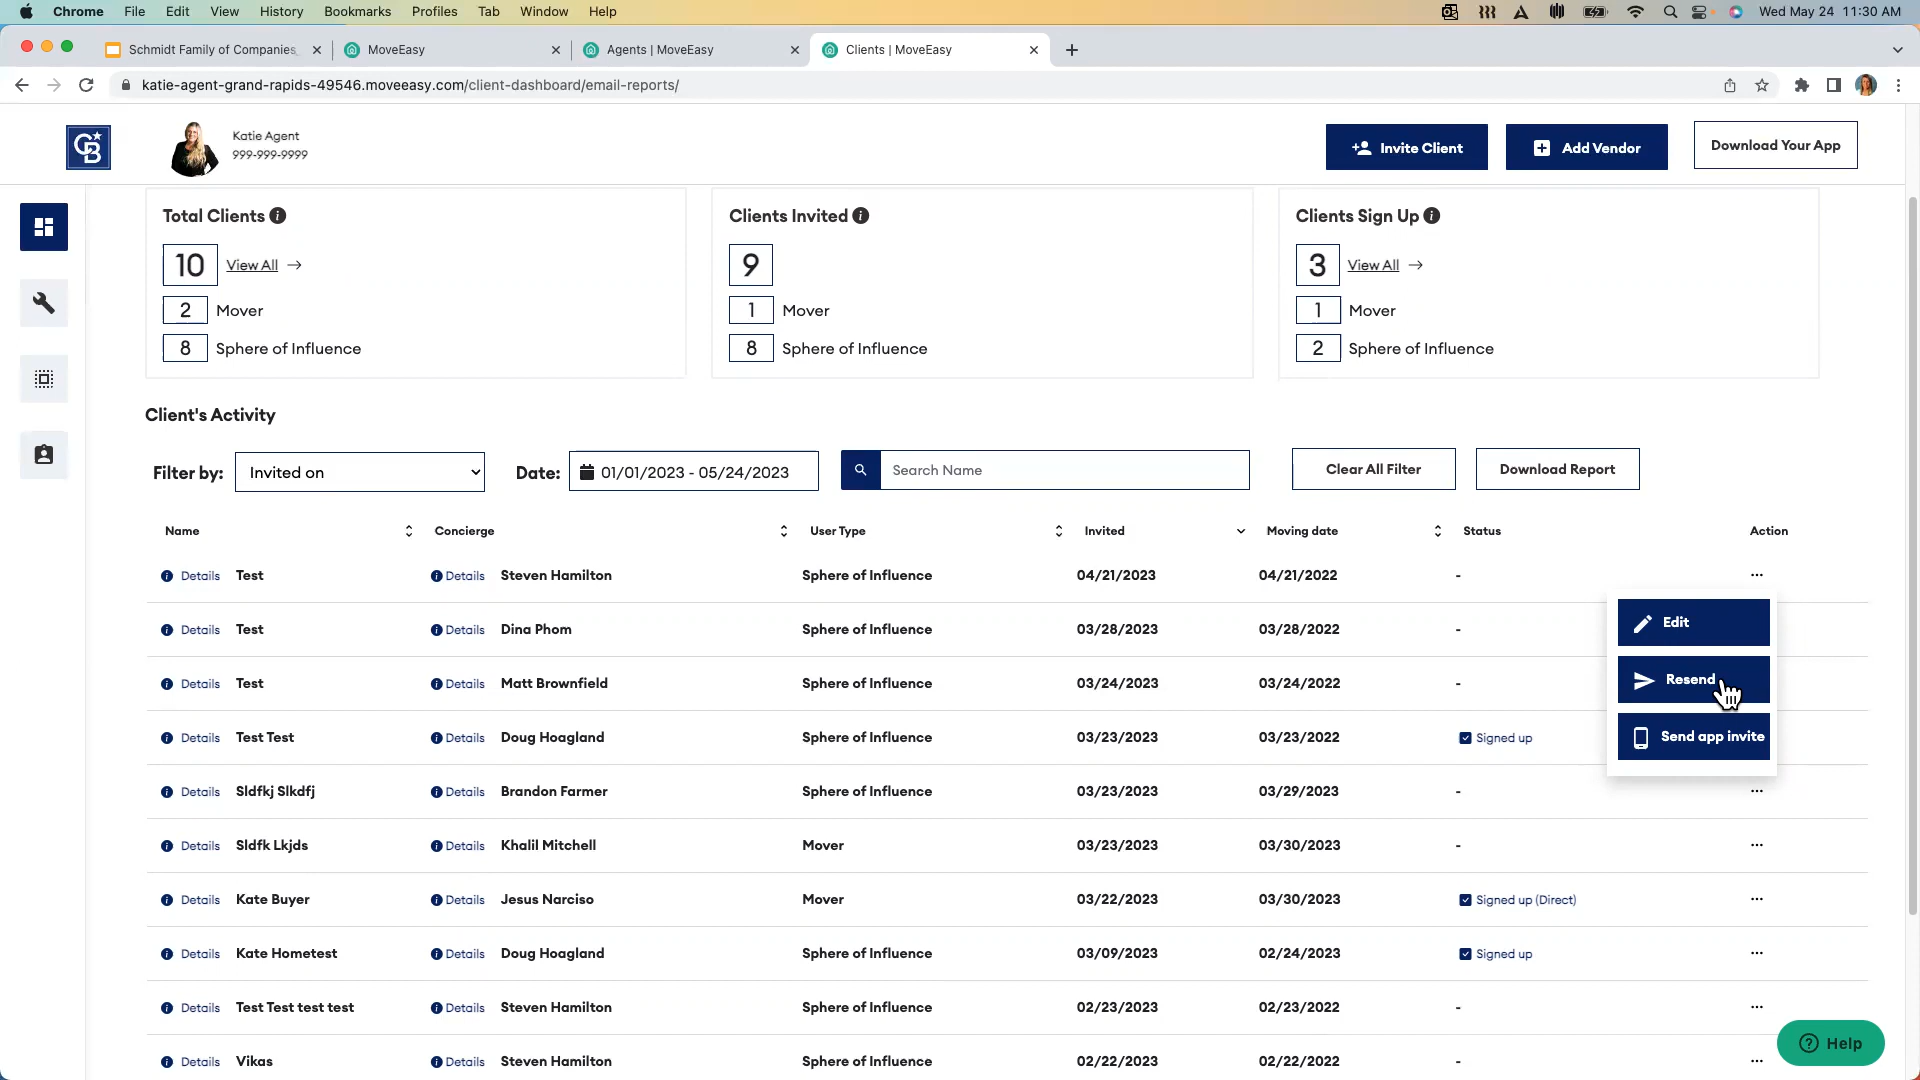 Chrome File Edit View History Bookmarks Profiles Tab Window Help Wed May 24 11:30 AM
Schmidt Family of Companies MoveEasy Agents | MoveEasy Clients | MoveEasy
katie-agent-grand-rapids-49546.moveeasy.com/client-dashboard/email-reports/
CB Katie Agent
999-999-9999
Invite Client Add Vendor Download Your App
Total Clients Clients Invited Clients Sign Up
10 View All → 9 3 View All →
2 Mover 1 Mover 1 Mover
8 Sphere of Influence 8 Sphere of Influence 2 Sphere of Influence
Client's Activity
Filter by: Invited on Date: 01/01/2023 - 05/24/2023 Search Name Clear All Filter Download Report
Name Concierge User Type Invited Moving date Status Action
Details Test Details Steven Hamilton Sphere of Influence 04/21/2023 04/21/2022 - ...
Edit
Details Test Details Dina Phom Sphere of Influence 03/28/2023 03/28/2022 -
Resend
Details Test Details Matt Brownfield Sphere of Influence 03/24/2023 03/24/2022 -
Send app invite
Details Test Test Details Doug Hoagland Sphere of Influence 03/23/2023 03/23/2022 Signed up
Details Sldfkj Slkdfj Details Brandon Farmer Sphere of Influence 03/23/2023 03/29/2023 - ...
Details Sldfk Lkjds Details Khalil Mitchell Mover 03/23/2023 03/30/2023 - ...
Details Kate Buyer Details Jesus Narciso Mover 03/22/2023 03/30/2023 Signed up (Direct) ...
Details Kate Hometest Details Doug Hoagland Sphere of Influence 03/09/2023 02/24/2023 Signed up ...
Details Test Test test test Details Steven Hamilton Sphere of Influence 02/23/2023 02/23/2022 - ...
Details Vikas Details Steven Hamilton Sphere of Influence 02/22/2023 02/22/2022 - ...
Help